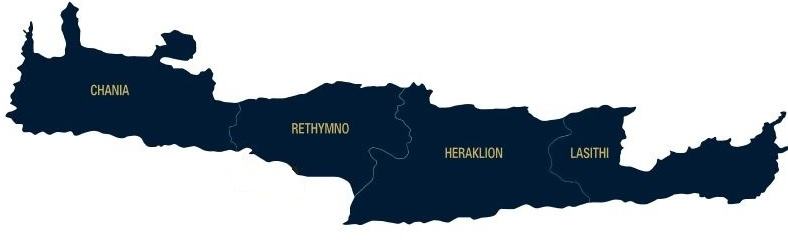 CHANIA
RETHYMNO
HERAKLION
LASITHI